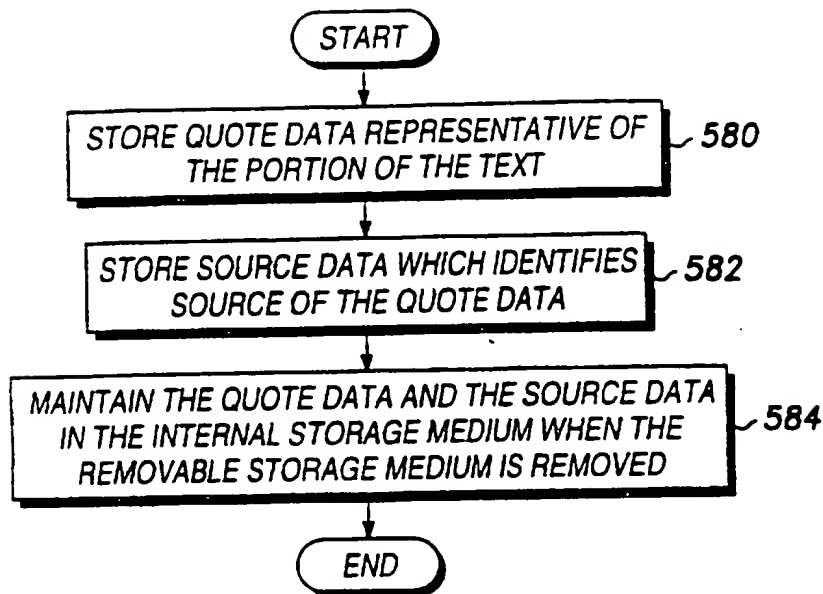 START
STORE QUOTE DATA REPRESENTATIVE OF
THE PORTION OF THE TEXT
580
STORE SOURCE DATA WHICH IDENTIFIES
SOURCE OF THE QUOTE DATA
582
MAINTAIN THE QUOTE DATA AND THE SOURCE DATA
IN THE INTERNAL STORAGE MEDIUM WHEN THE
REMOVABLE STORAGE MEDIUM IS REMOVED
584
END